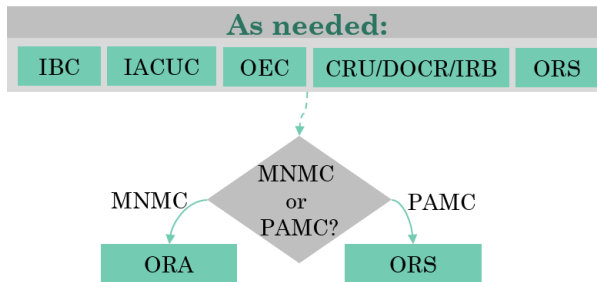 As needed:
IBC IACUC OEC CRU/DOCR/IRB ORS
MNMC
or
PAMC?
MNMC
PAMC
ORA
ORS